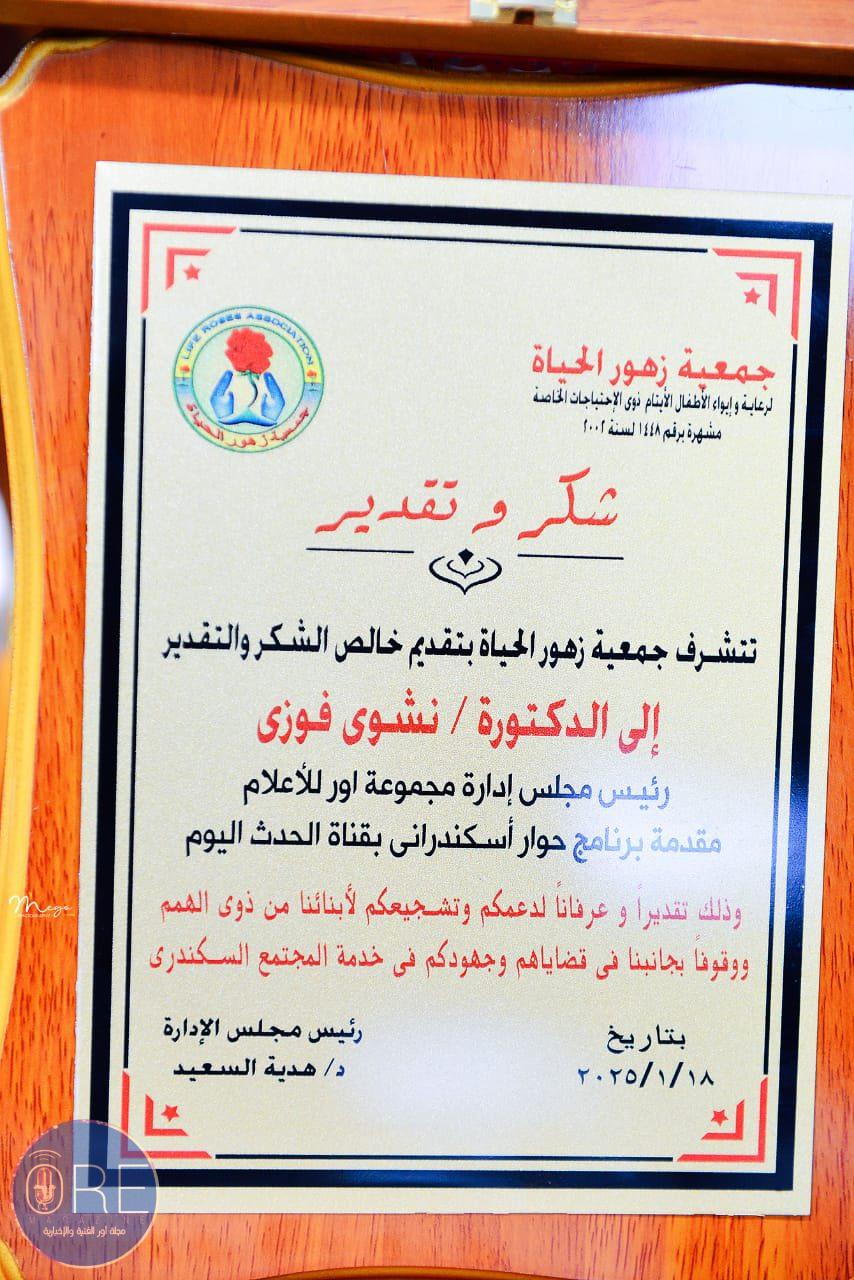 LIFE ROSES ASSOCIATION
جمعية زهور الحياة
جمعية زهور الحياة
لرعاية و إيواء الأطفال الأيتام ذوى الإحتياجات الخاصة
مشهرة برقم ١٤٤٨ لسنة ٢٠٠٢
شكر و تقدير
تتشرف جمعية زهور الحياة بتقديم خالص الشكر والتقدير
إلى الدكتورة / نشوى فوزى
رئيس مجلس إدارة مجموعة اور للأعلام
مقدمة برنامج حوار أسكندرانى بقناة الحدث اليوم
وذلك تقديراً و عرفاناً لدعمكم وتشجيعكم لأبنائنا من ذوى الهمم
ووقوفاً بجانبنا فى قضاياهم وجهودكم فى خدمة المجتمع السكندرى
بتاريخ
٢٠٢٥/١/١٨
رئيس مجلس الإدارة
د/ هدية السعيد
ORE
مجلة أور الفنية والإخبارية